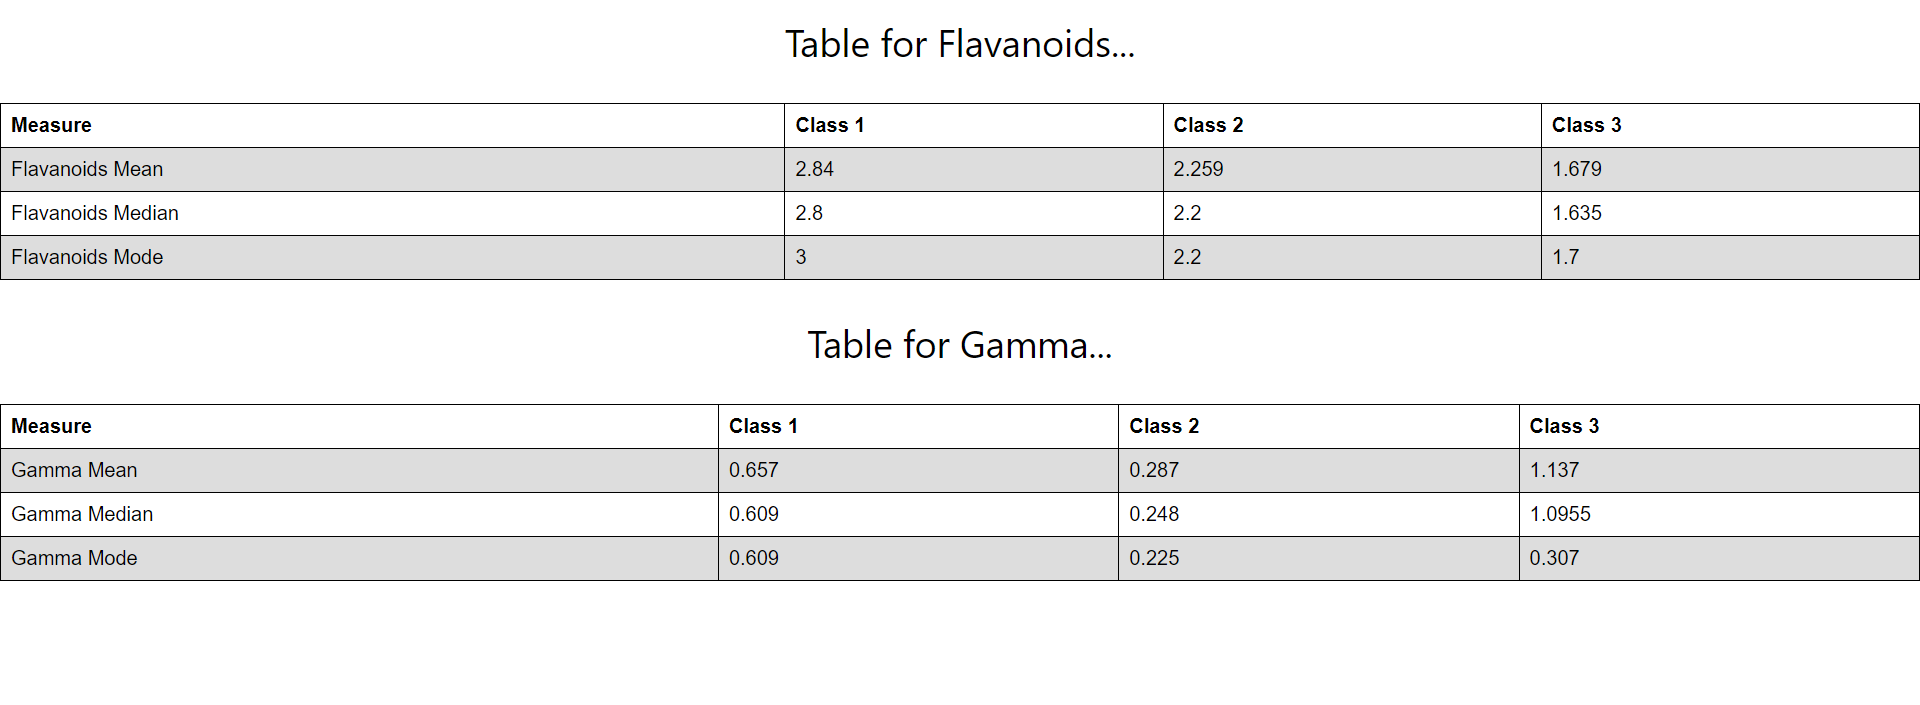 Table for Flavanoids...
Measure Class 1 Class 2 Class 3
Flavanoids Mean 2.84 2.259 1.679
Flavanoids Median 2.8 2.2 1.635
Flavanoids Mode 3 2.2 1.7
Table for Gamma...
Measure Class 1 Class 2 Class 3
Gamma Mean 0.657 0.287 1.137
Gamma Median 0.609 0.248 1.0955
Gamma Mode 0.609 0.225 0.307